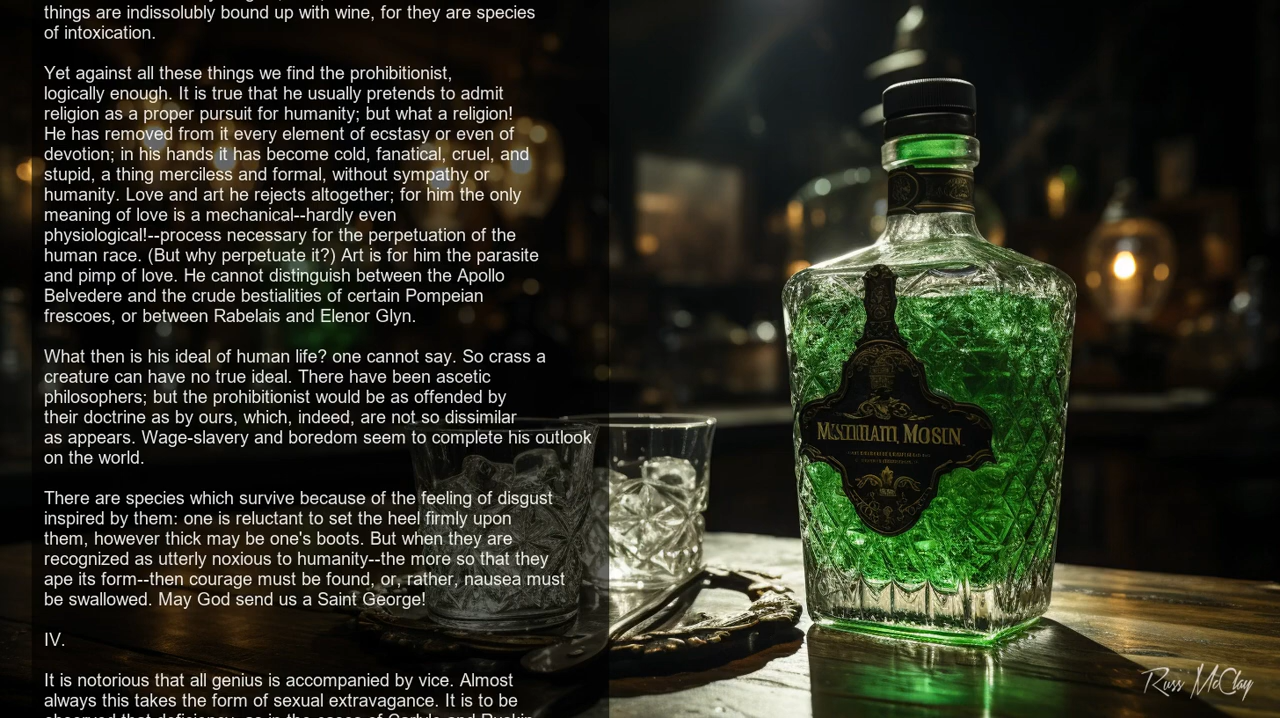 things are indissolubly bound up with wine, for they are species
of intoxication.
Yet against all these things we find the prohibitionist,
logically enough. It is true that he usually pretends to admit
religion as a proper pursuit for humanity; but what a religion!
He has removed from it every element of ecstasy or even of
devotion; in his hands it has become cold, fanatical, cruel, and
stupid, a thing merciless and formal, without sympathy or
humanity. Love and art he rejects altogether; for him the only
meaning of love is a mechanical--hardly even
physiological!--process necessary for the perpetuation of the
human race. (But why perpetuate it?) Art is for him the parasite
and pimp of love. He cannot distinguish between the Apollo
Belvedere and the crude bestialities of certain Pompeian
frescoes, or between Rabelais and Elenor Glyn.
What then is his ideal of human life? one cannot say. So crass a
creature can have no true ideal. There have been ascetic
philosophers; but the prohibitionist would be as offended by
their doctrine as by ours, which, indeed, are not so dissimilar
as appears. Wage-slavery and boredom seem to complete his outlook
on the world.
There are species which survive because of the feeling of disgust
inspired by them: one is reluctant to set the heel firmly upon
them, however thick may be one's boots. But when they are
recognized as utterly noxious to humanity--the more so that they
ape its form--then courage must be found, or, rather, nausea must
be swallowed. May God send us a Saint George!
IV.
It is notorious that all genius is accompanied by vice. Almost
always this takes the form of sexual extravagance. It is to be
observed that deficiency, as in the cases of Carlyle and Ruskin,
Mosun
Russ McClay